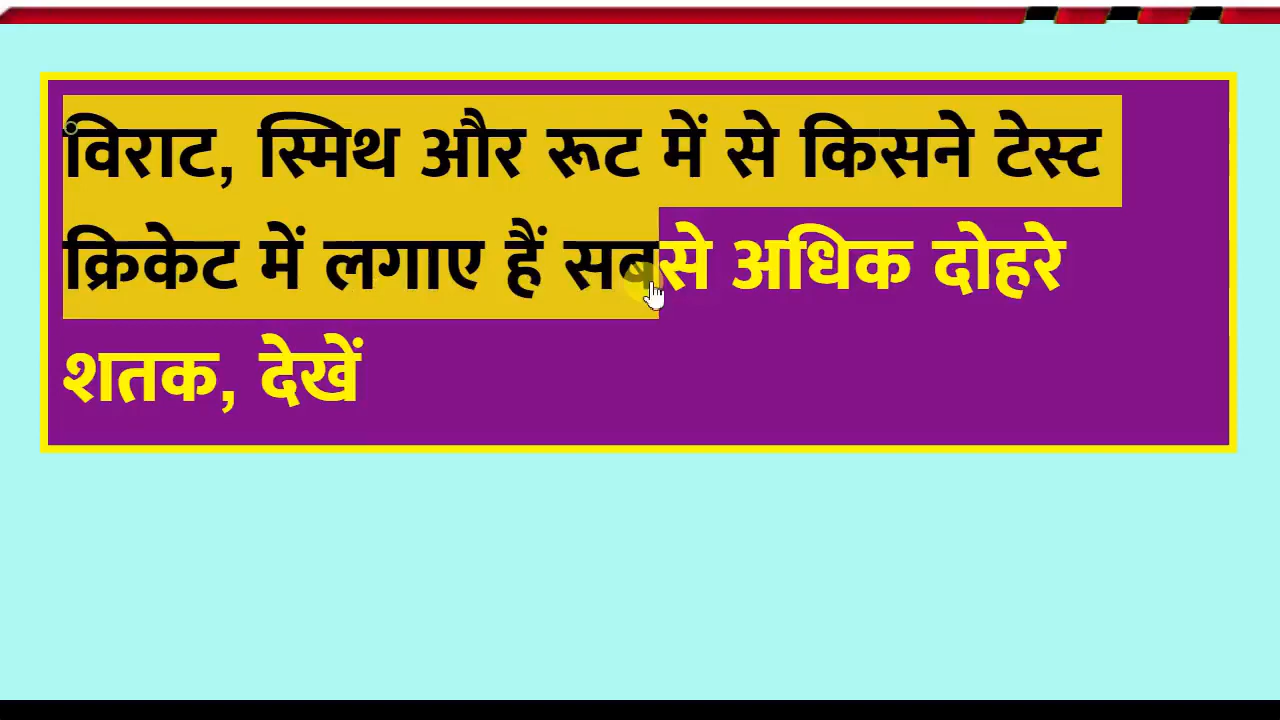 विराट, स्मिथ और रूट में से किसने टेस्ट
क्रिकेट में लगाए हैं सबसे अधिक दोहरे
शतक, देखें